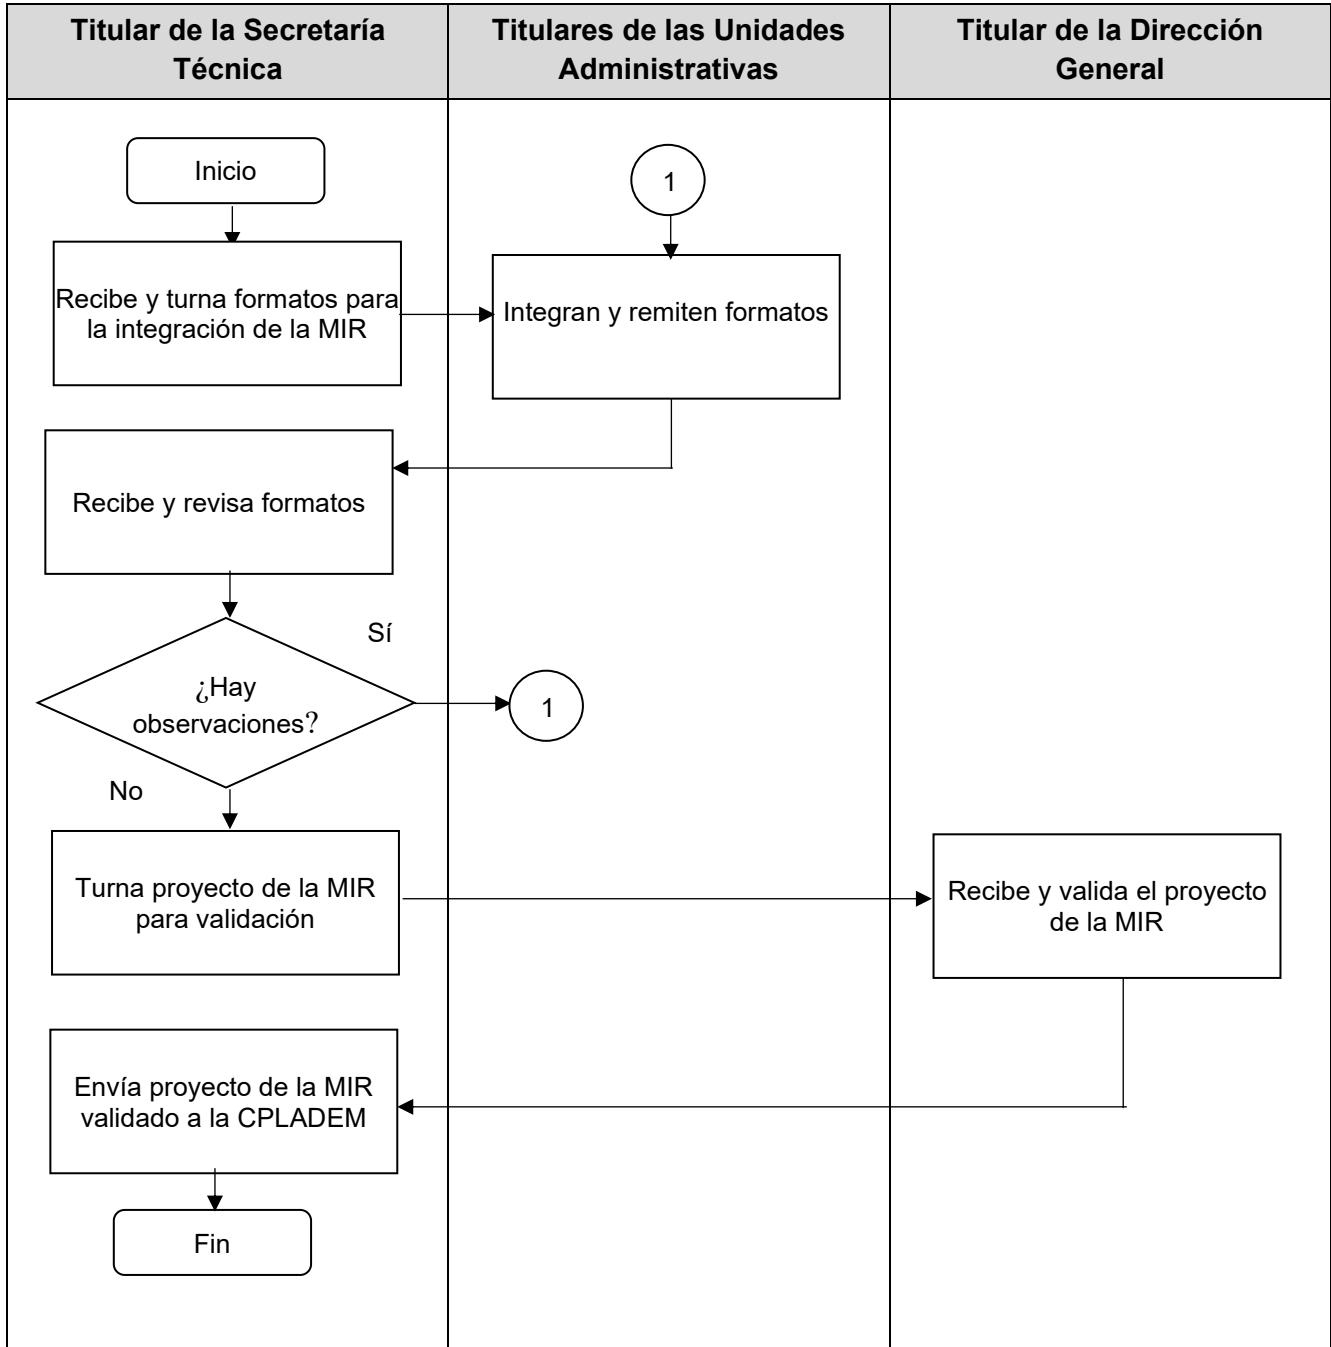 Titular de la Secretaría
Técnica
Titulares de las Unidades
Administrativas
Titular de la Dirección
General
Inicio
1
Recibe y turna formatos para
la integración de la MIR
Integran y remiten formatos
Recibe y revisa formatos
Sí
¿Hay
observaciones?
1
No
Turna proyecto de la MIR
para validación
Recibe y valida el proyecto
de la MIR
Envía proyecto de la MIR
validado a la CPLADEM
Fin